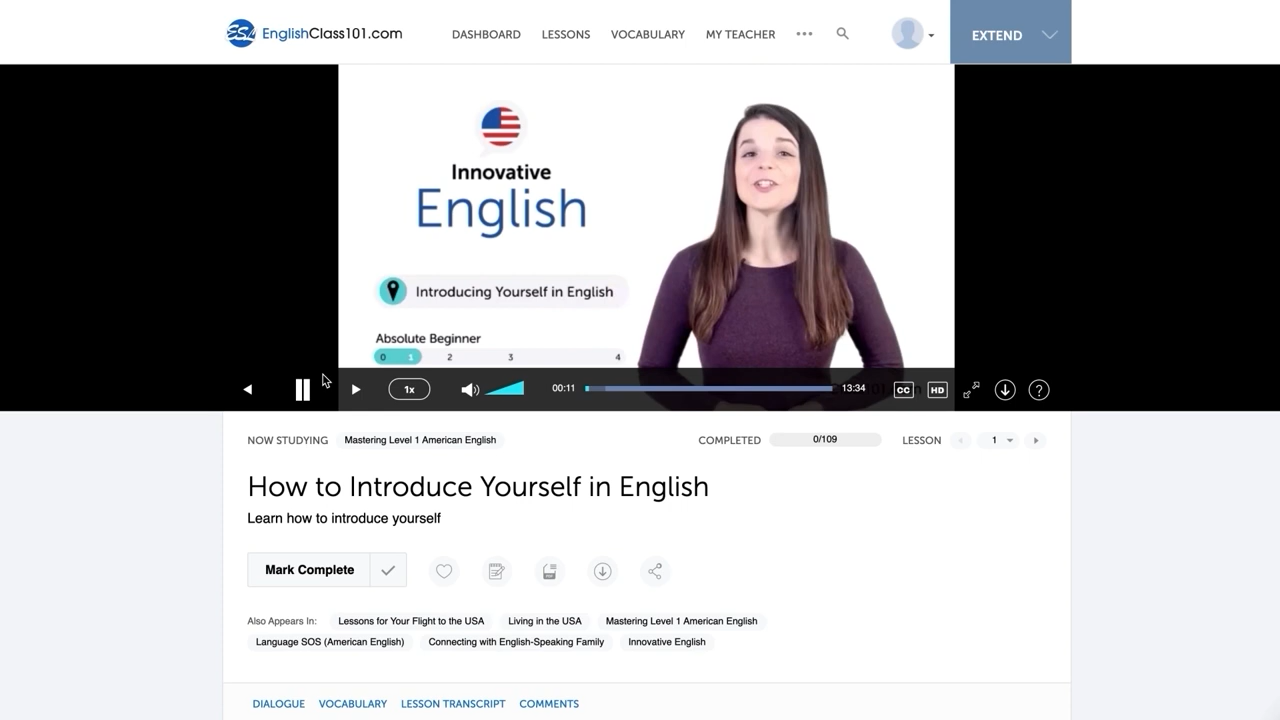 ESL EnglishClass101.com DASHBOARD LESSONS VOCABULARY MY TEACHER ••• EXTEND
Innovative
English
Introducing Yourself in English
Absolute Beginner
0 1 2 3 4
1x 00:11 13:34 CC HD ?
NOW STUDYING Mastering Level 1 American English COMPLETED 0/109 LESSON 1
How to Introduce Yourself in English
Learn how to introduce yourself
Mark Complete
Also Appears In: Lessons for Your Flight to the USA Living in the USA Mastering Level 1 American English
Language SOS (American English) Connecting with English-Speaking Family Innovative English
DIALOGUE VOCABULARY LESSON TRANSCRIPT COMMENTS